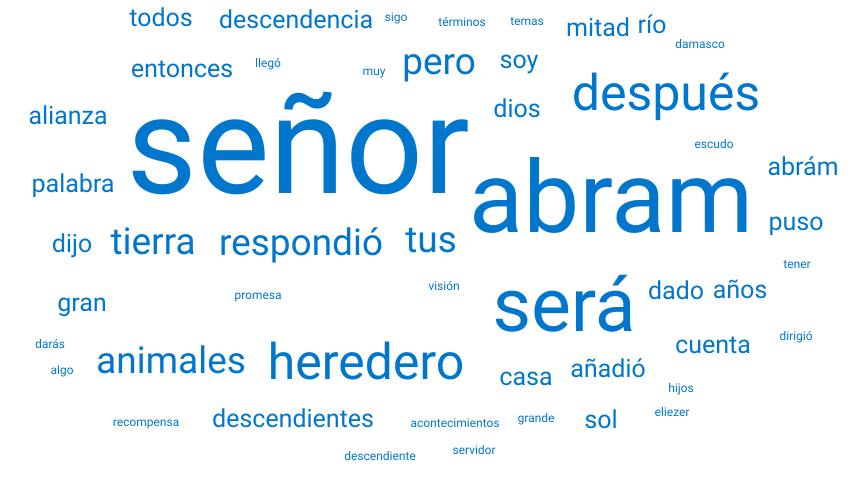 todos descendencia sigo términos temas mitad río
damasco
entonces llegó muy pero soy
después
alianza señor dios
escudo
palabra abram abrám
puso
dijo tierra respondió tus
tener
gran promesa visión será dado años
darás animales heredero cuenta dirigió
algo casa añadió
hijos
recompensa descendientes acontecimientos grande sol eliezer
descendiente servidor